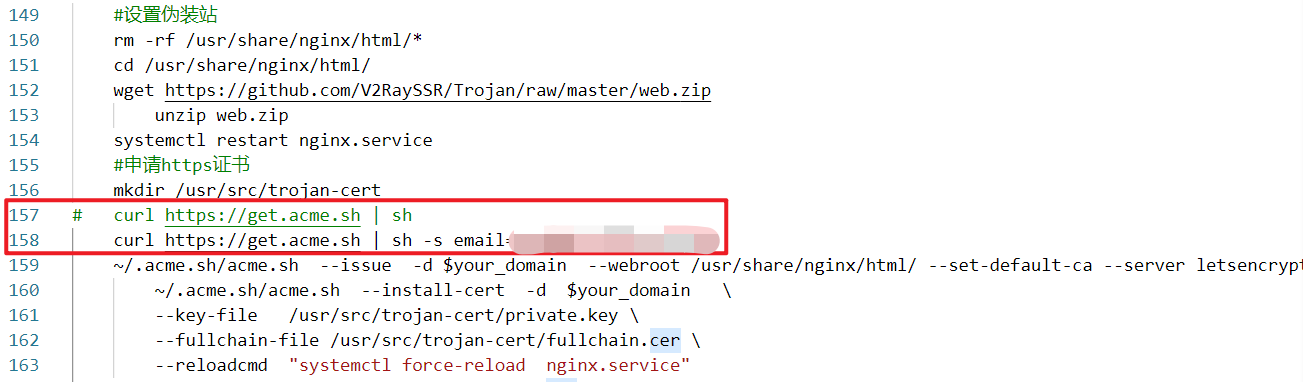 149 #设置伪装站
150 rm -rf /usr/share/nginx/html/*
151 cd /usr/share/nginx/html/
152 wget https://github.com/V2RaySSR/Trojan/raw/master/web.zip
153 unzip web.zip
154 systemctl restart nginx.service
155 #申请https证书
156 mkdir /usr/src/trojan-cert
157 # curl https://get.acme.sh | sh
158 curl https://get.acme.sh | sh -s email=
159 ~/.acme.sh/acme.sh --issue -d $your_domain --webroot /usr/share/nginx/html/ --set-default-ca --server letsencrypt
160 ~/.acme.sh/acme.sh --install-cert -d $your_domain \
161 --key-file /usr/src/trojan-cert/private.key \
162 --fullchain-file /usr/src/trojan-cert/fullchain.cer \
163 --reloadcmd "systemctl force-reload nginx.service"